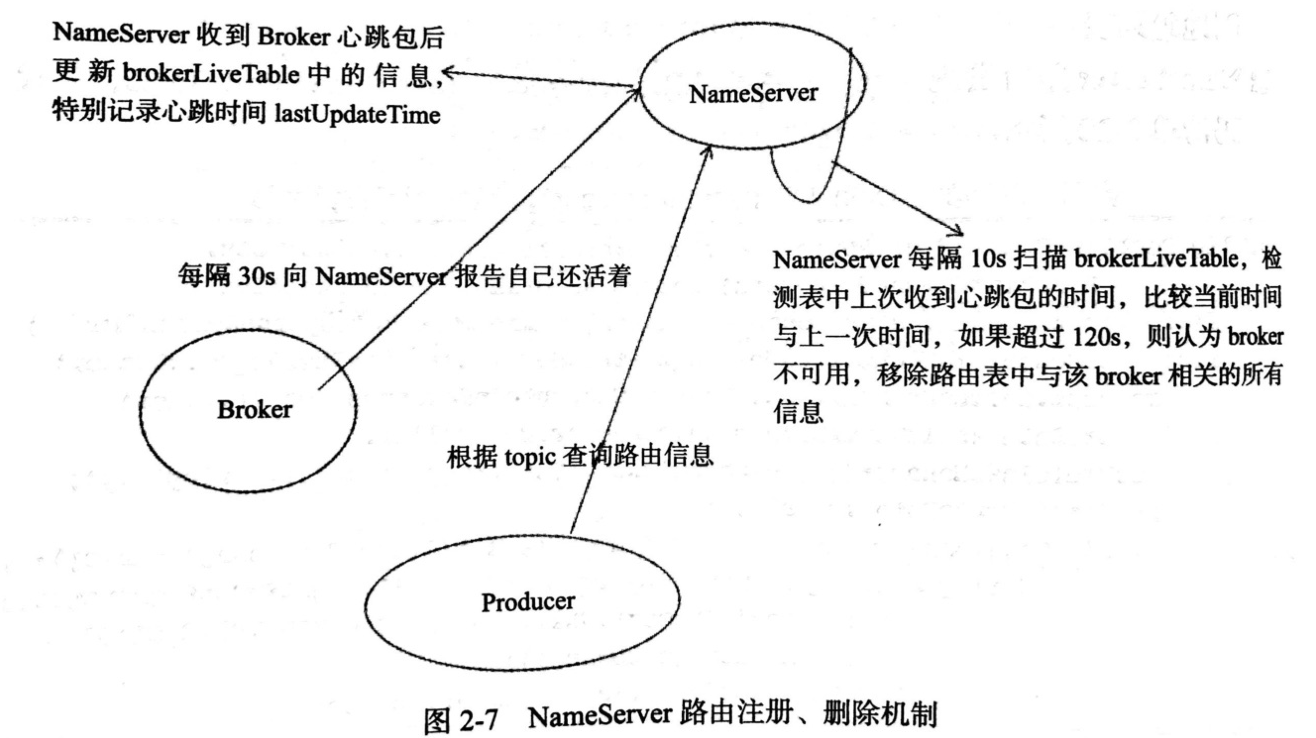 NameServer 收到 Broker 心跳包后
更新 brokerLiveTable 中的信息，
特别记录心跳时间 lastUpdateTime
NameServer
每隔 30s 向 NameServer 报告自己还活着
NameServer 每隔 10s 扫描 brokerLiveTable，检
测表中上次收到心跳包的时间，比较当前时间
与上一次时间，如果超过 120s，则认为 broker
不可用，移除路由表中与该 broker 相关的所有
信息
Broker
根据 topic 查询路由信息
Producer
图 2-7 NameServer 路由注册、删除机制